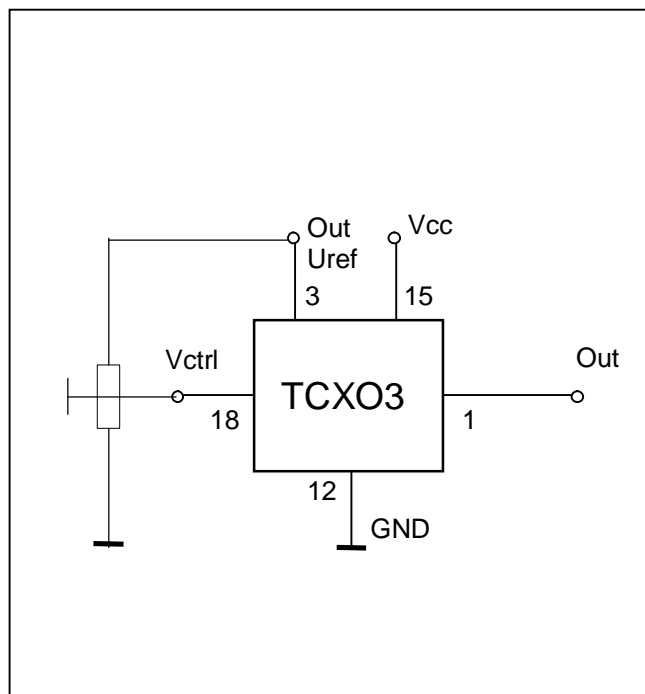 Out
Uref
Vcc
3
15
Vctrl
Out
TCXO3
18
1
12
GND